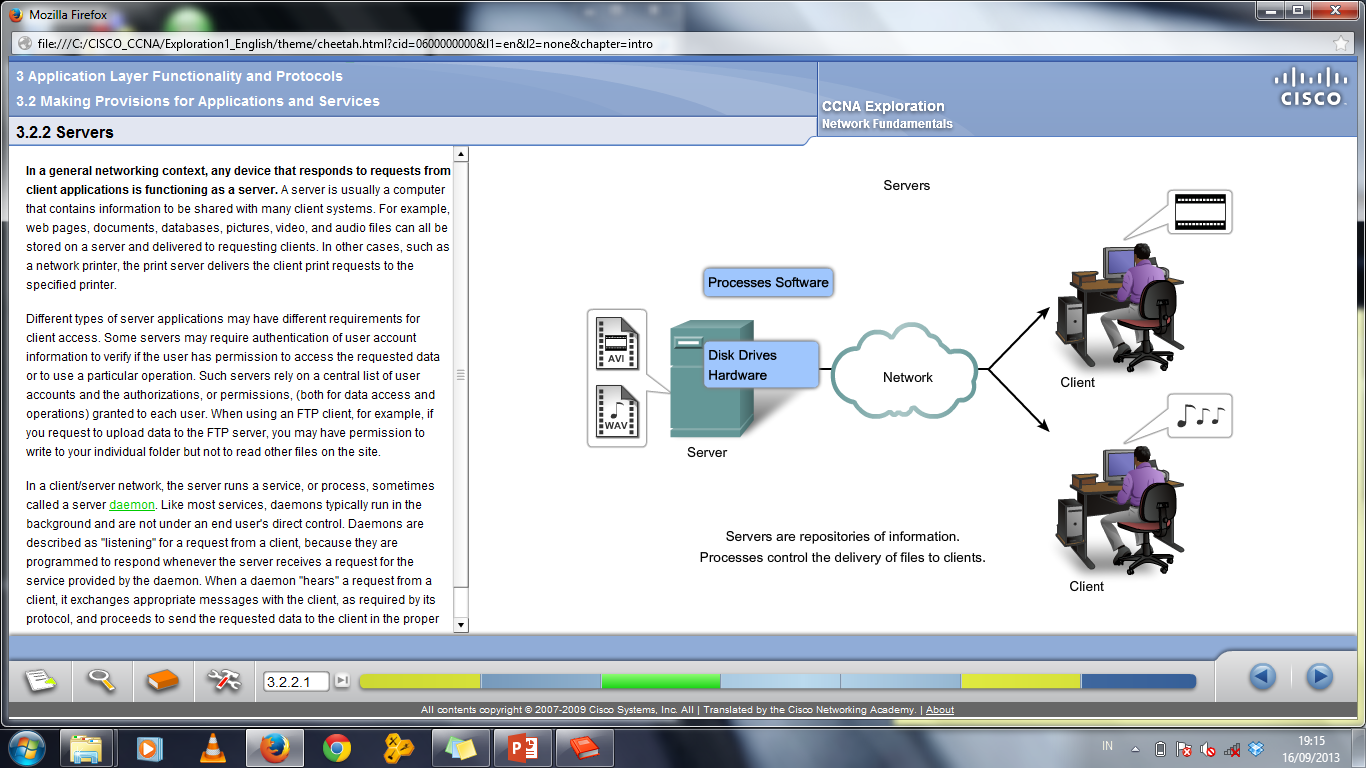 Mozilla Firefox
file:///C:/CISCO_CCNA/Exploration1_English/theme/cheetah.html?cid=0600000000&l1=en&l2=none&chapter=intro
3 Application Layer Functionality and Protocols
3.2 Making Provisions for Applications and Services
CCNA Exploration
Network Fundamentals
CISCO
3.2.2 Servers
In a general networking context, any device that responds to requests from
client applications is functioning as a server. A server is usually a computer
that contains information to be shared with many client systems. For example,
web pages, documents, databases, pictures, video, and audio files can all be
stored on a server and delivered to requesting clients. In other cases, such as
a network printer, the print server delivers the client print requests to the
specified printer.
Different types of server applications may have different requirements for
client access. Some servers may require authentication of user account
information to verify if the user has permission to access the requested data
or to use a particular operation. Such servers rely on a central list of user
accounts and the authorizations, or permissions, (both for data access and
operations) granted to each user. When using an FTP client, for example, if
you request to upload data to the FTP server, you may have permission to
write to your individual folder but not to read other files on the site.
In a client/server network, the server runs a service, or process, sometimes
called a server daemon. Like most services, daemons typically run in the
background and are not under an end user's direct control. Daemons are
described as "listening" for a request from a client, because they are
programmed to respond whenever the server receives a request for the
service provided by the daemon. When a daemon "hears" a request from a
client, it exchanges appropriate messages with the client, as required by its
protocol, and proceeds to send the requested data to the client in the proper
Servers
Processes Software
AVI
WAV
Disk Drives
Hardware
Server
Network
Client
Client
Servers are repositories of information.
Processes control the delivery of files to clients.
3.2.2.1
All contents copyright © 2007-2009 Cisco Systems, Inc. All | Translated by the Cisco Networking Academy. | About
IN
19:15
16/09/2013